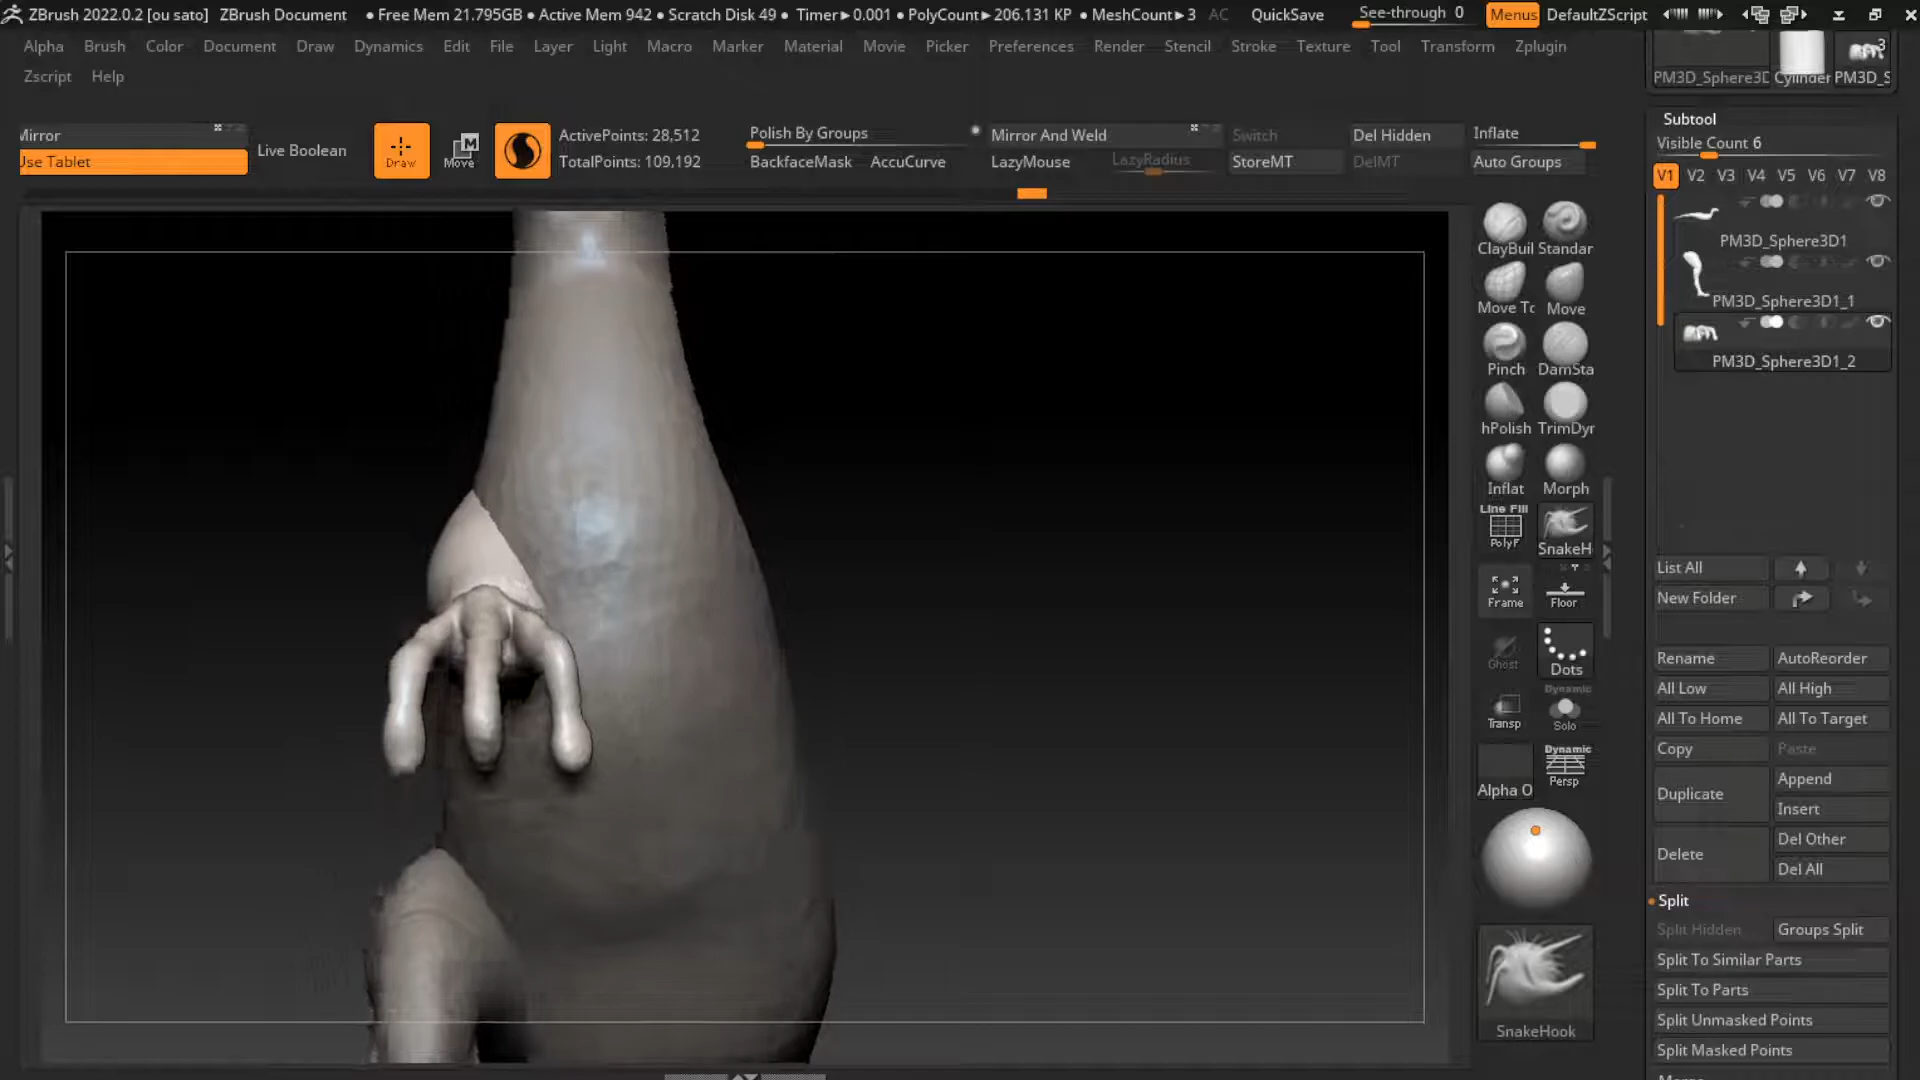 ZBrush 2022.0.2 [ou sato] ZBrush Document • Free Mem 21.795GB • Active Mem 942 • Scratch Disk 49 • Timer▶0.001 • PolyCount▶206.131 KP • MeshCount▶3 AC QuickSave See-through 0 Menus DefaultZScript
Alpha Brush Color Document Draw Dynamics Edit File Layer Light Macro Marker Material Movie Picker Preferences Render Stencil Stroke Texture Tool Transform Zplugin
Zscript Help
PM3D_Sphere3D Cylinder PM3D_S
3
Mirror
Use Tablet
Live Boolean
Draw
Move
ActivePoints: 28,512
TotalPoints: 109,192
Polish By Groups
BackfaceMask AccuCurve
Mirror And Weld
LazyMouse LazyRadius
Switch
StoreMT
Del Hidden
DelMT
Inflate
Auto Groups
Subtool
Visible Count 6
V1 V2 V3 V4 V5 V6 V7 V8
PM3D_Sphere3D1
PM3D_Sphere3D1_1
PM3D_Sphere3D1_2
ClayBuil Standar
Move To Move
Pinch DamSta
hPolish TrimDyr
Inflat Morph
Line Fill
PolyF
SnakeH
Frame
Floor
Ghost
Dots
Transp
Dynamic
Solo
Alpha O
Dynamic
Persp
SnakeHook
List All
New Folder
Rename AutoReorder
All Low All High
All To Home All To Target
Copy Paste
Duplicate
Append
Insert
Delete
Del Other
Del All
Split
Split Hidden Groups Split
Split To Similar Parts
Split To Parts
Split Unmasked Points
Split Masked Points